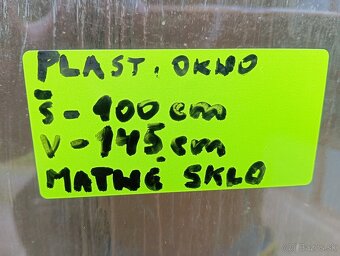 PLAST. OKNO
Š - 100 cm
V - 145 cm
MATNÉ SKLO